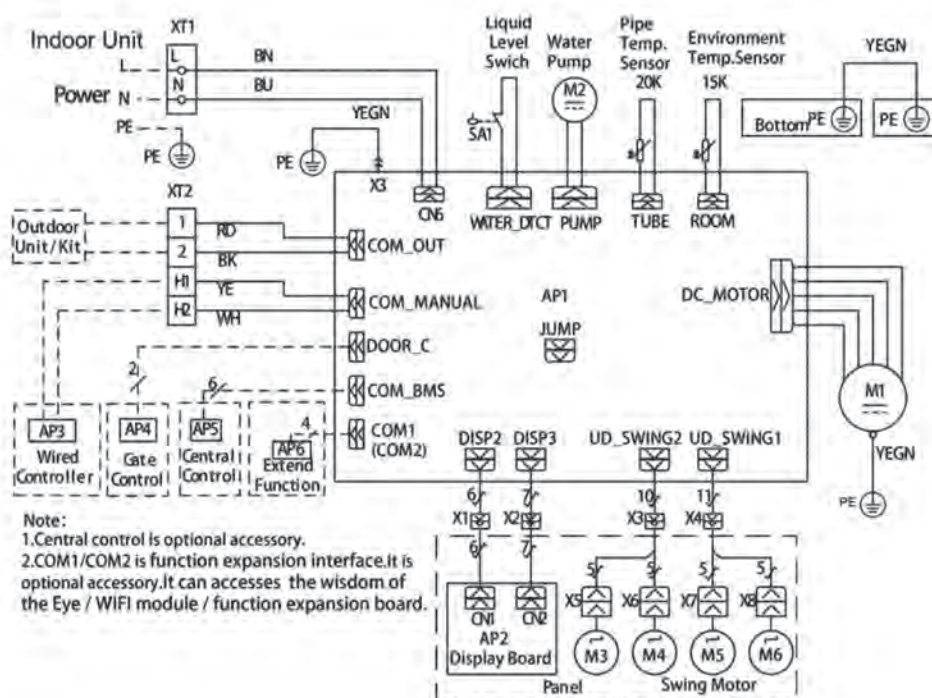 Indoor Unit
XT1
Liquid
Level
Swich
Water
Pump
Pipe
Temp.
Sensor
20K
Environment
Temp.Sensor
15K
YEGN
L
L
BN
Power N
N
BU
M2
SA1
YEGN
PE
PE
PE
Bottom
PE
PE
X3
XT2
CN5
WATER_DTCT
PUMP
TUBE
ROOM
Outdoor
Unit/Kit
1
RD
COM_OUT
2
BK
H1
YE
COM_MANUAL
H2
WH
AP1
DC_MOTOR
JUMP
DOOR_C
2
6
COM_BMS
M1
4
COM1
(COM2)
AP3
AP4
AP5
AP6
Wired
Controller
Gate
Control
Central
Control
Extend
Function
DISP2
DISP3
UD_SWING2
UD_SWING1
YEGN
PE
6
7
10
11
X1
X2
X3
X4
Note:
1.Central control is optional accessory.
2.COM1/COM2 is function expansion interface.It is
optional accessory.It can accesses the wisdom of
the Eye / WIFI module / function expansion board.
6
7
5
5
5
5
X5
X6
X7
X8
CN1
CN2
AP2
Display Board
M3
M4
M5
M6
Panel
Swing Motor